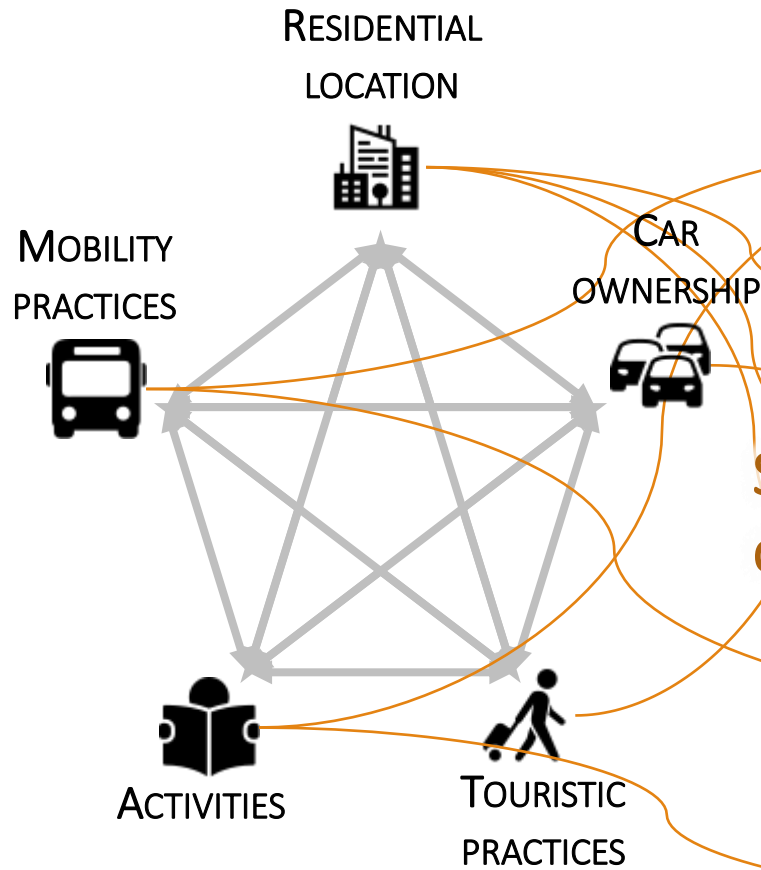 RESIDENTIAL
LOCATION
MOBILITY
PRACTICES
CAR
OWNERSHIP
ACTIVITIES
TOURISTIC
PRACTICES